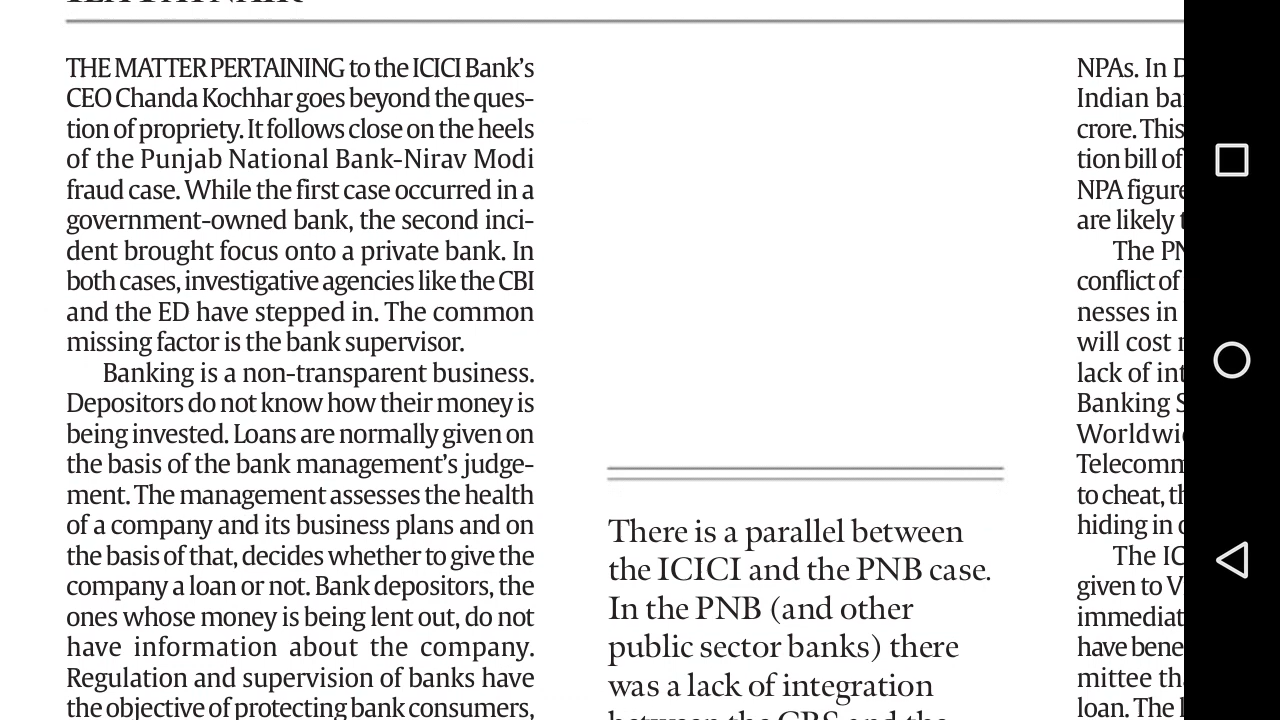 THE MATTER PERTAINING to the ICICI Bank's
CEO Chanda Kochhar goes beyond the ques-
tion of propriety. It follows close on the heels
of the Punjab National Bank-Nirav Modi
fraud case. While the first case occurred in a
government-owned bank, the second inci-
dent brought focus onto a private bank. In
both cases, investigative agencies like the CBI
and the ED have stepped in. The common
missing factor is the bank supervisor.
Banking is a non-transparent business.
Depositors do not know how their money is
being invested. Loans are normally given on
the basis of the bank management's judge-
ment. The management assesses the health
of a company and its business plans and on
the basis of that, decides whether to give the
company a loan or not. Bank depositors, the
ones whose money is being lent out, do not
have information about the company.
Regulation and supervision of banks have
the objective of protecting bank consumers,
There is a parallel between
the ICICI and the PNB case.
In the PNB (and other
public sector banks) there
was a lack of integration
between the CBS and the
NPAs. In
Indian
crore. This
tion bill of
NPA
are likely
The
conflict of
nesses in
will cost
lack of
Banking
to cheat,
hiding in
The
given to
have
mittee
loan. The